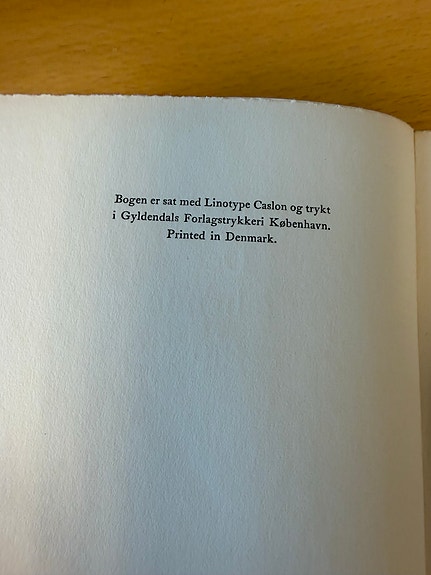 Bogen er sat med Linotype Caslon og trykt
i Gyldendals Forlagstrykkeri København.
Printed in Denmark.